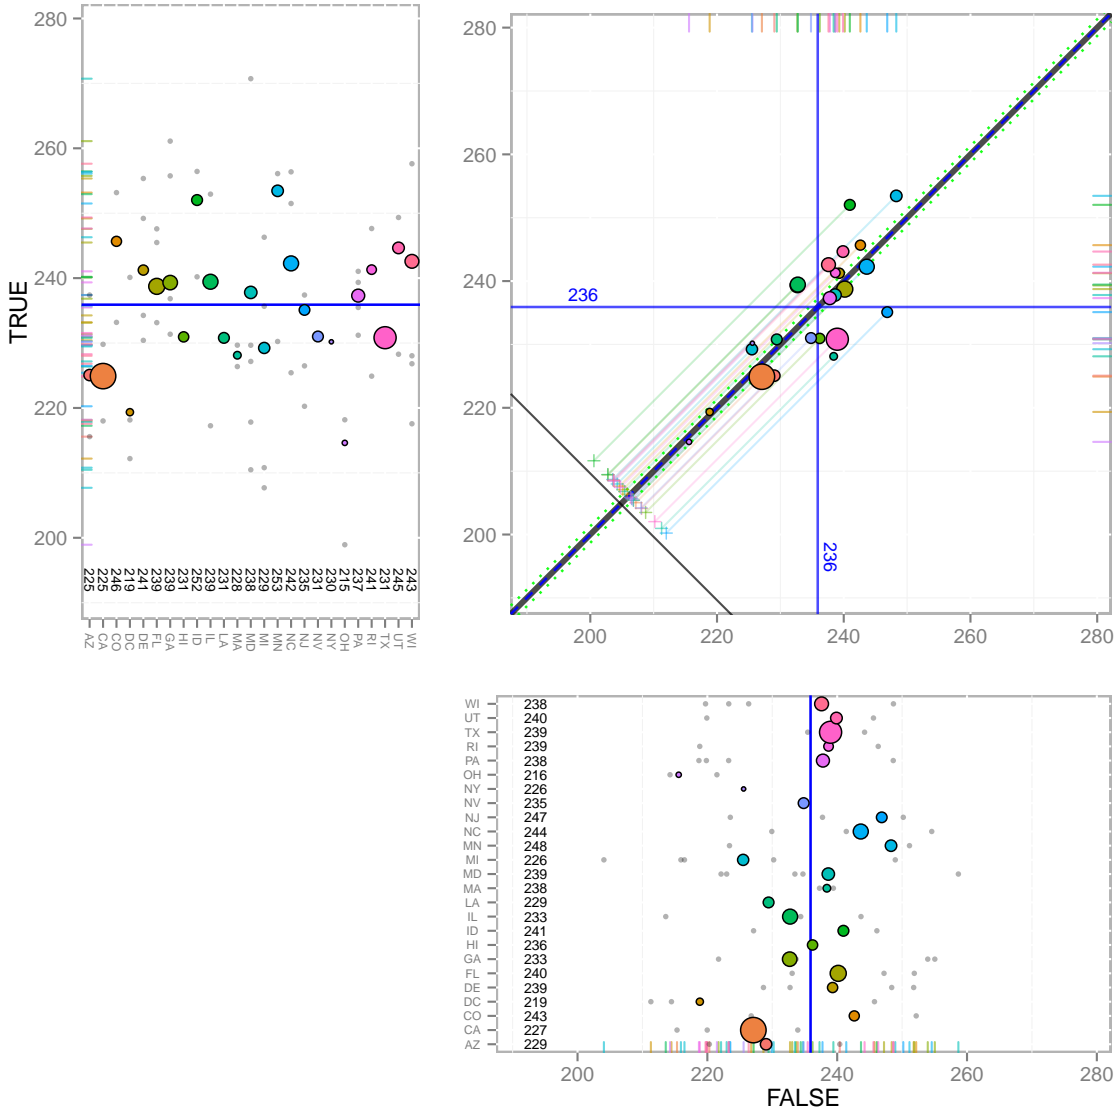 280
260
240
220
200
TRUE
225
225
246
219
241
239
239
231
252
239
231
228
238
229
253
242
235
231
230
215
237
241
231
245
243
AZ
CA
CO
DC
DE
FL
GA
HI
ID
IL
LA
MA
MD
MI
MN
NC
NJ
NV
NY
OH
PA
RI
TX
UT
WI
280
260
240
220
200
236
236
200
220
240
260
280
WI 238
UT 240
TX 239
RI 239
PA 238
OH 216
NY 226
NV 235
NJ 247
NC 244
MN 248
MI 226
MD 239
MA 238
LA 229
IL 233
ID 241
HI 236
GA 233
FL 240
DE 239
DC 219
CO 243
CA 227
AZ 229
200
220
240
260
280
FALSE